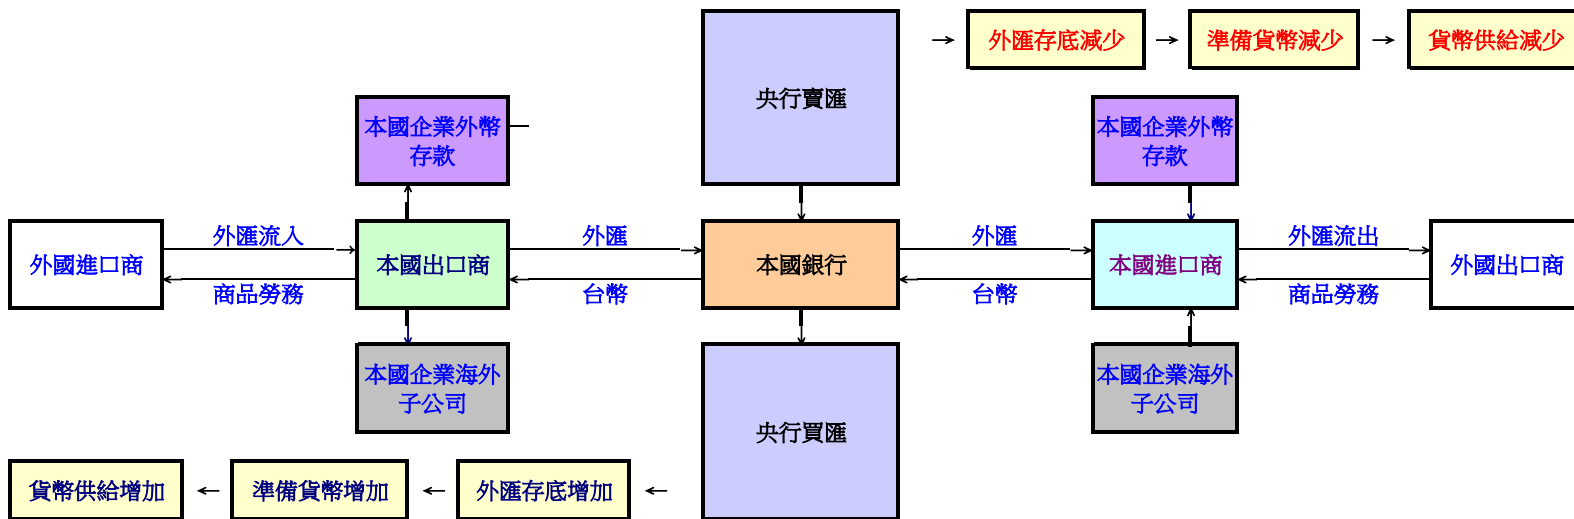 外匯存底減少
準備貨幣減少
貨幣供給減少
央行賣匯
本國企業外幣
存款
本國企業外幣
存款
外匯流入
外匯
外匯
外匯流出
外國進口商
本國出口商
本國銀行
本國進口商
外國出口商
商品勞務
台幣
台幣
商品勞務
本國企業海外
子公司
央行買匯
本國企業海外
子公司
貨幣供給增加
準備貨幣增加
外匯存底增加